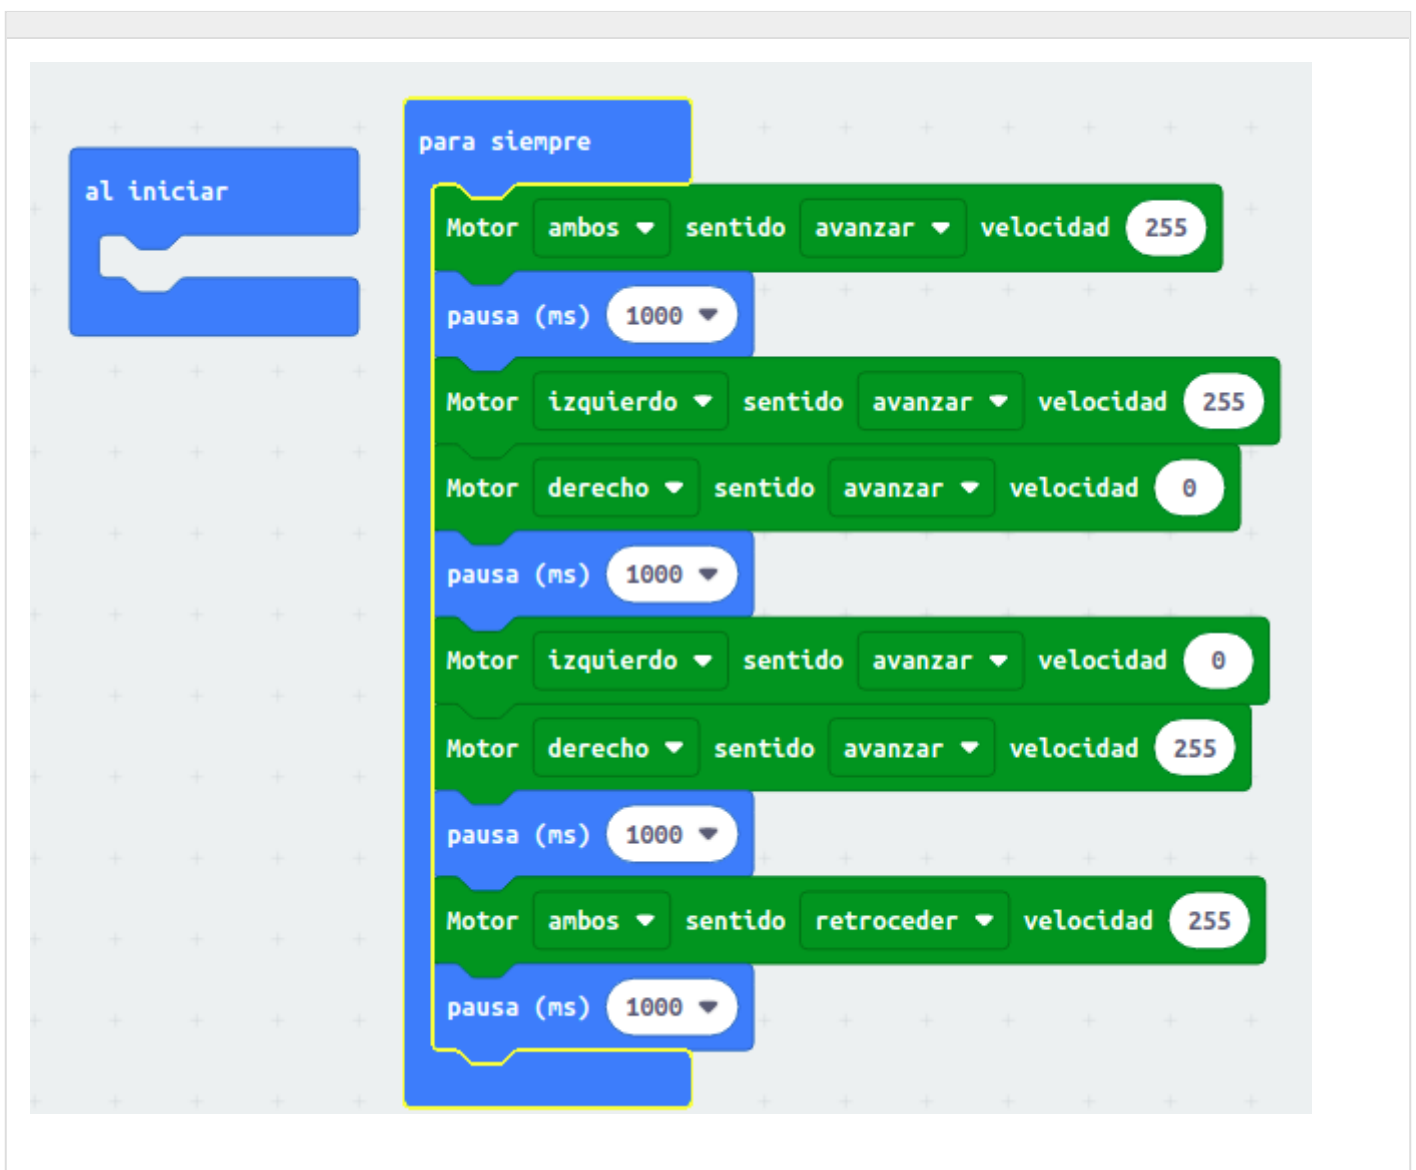 al iniciar
para siempre
Motor ambos sentido avanzar velocidad 255
pausa (ms) 1000
Motor izquierdo sentido avanzar velocidad 255
Motor derecho sentido avanzar velocidad 0
pausa (ms) 1000
Motor izquierdo sentido avanzar velocidad 0
Motor derecho sentido avanzar velocidad 255
pausa (ms) 1000
Motor ambos sentido retroceder velocidad 255
pausa (ms) 1000